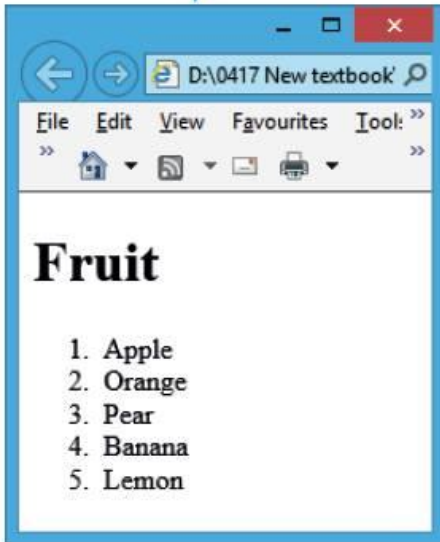 D:\0417 New textbook\
File Edit View Favourites Tools
Fruit
1. Apple
2. Orange
3. Pear
4. Banana
5. Lemon